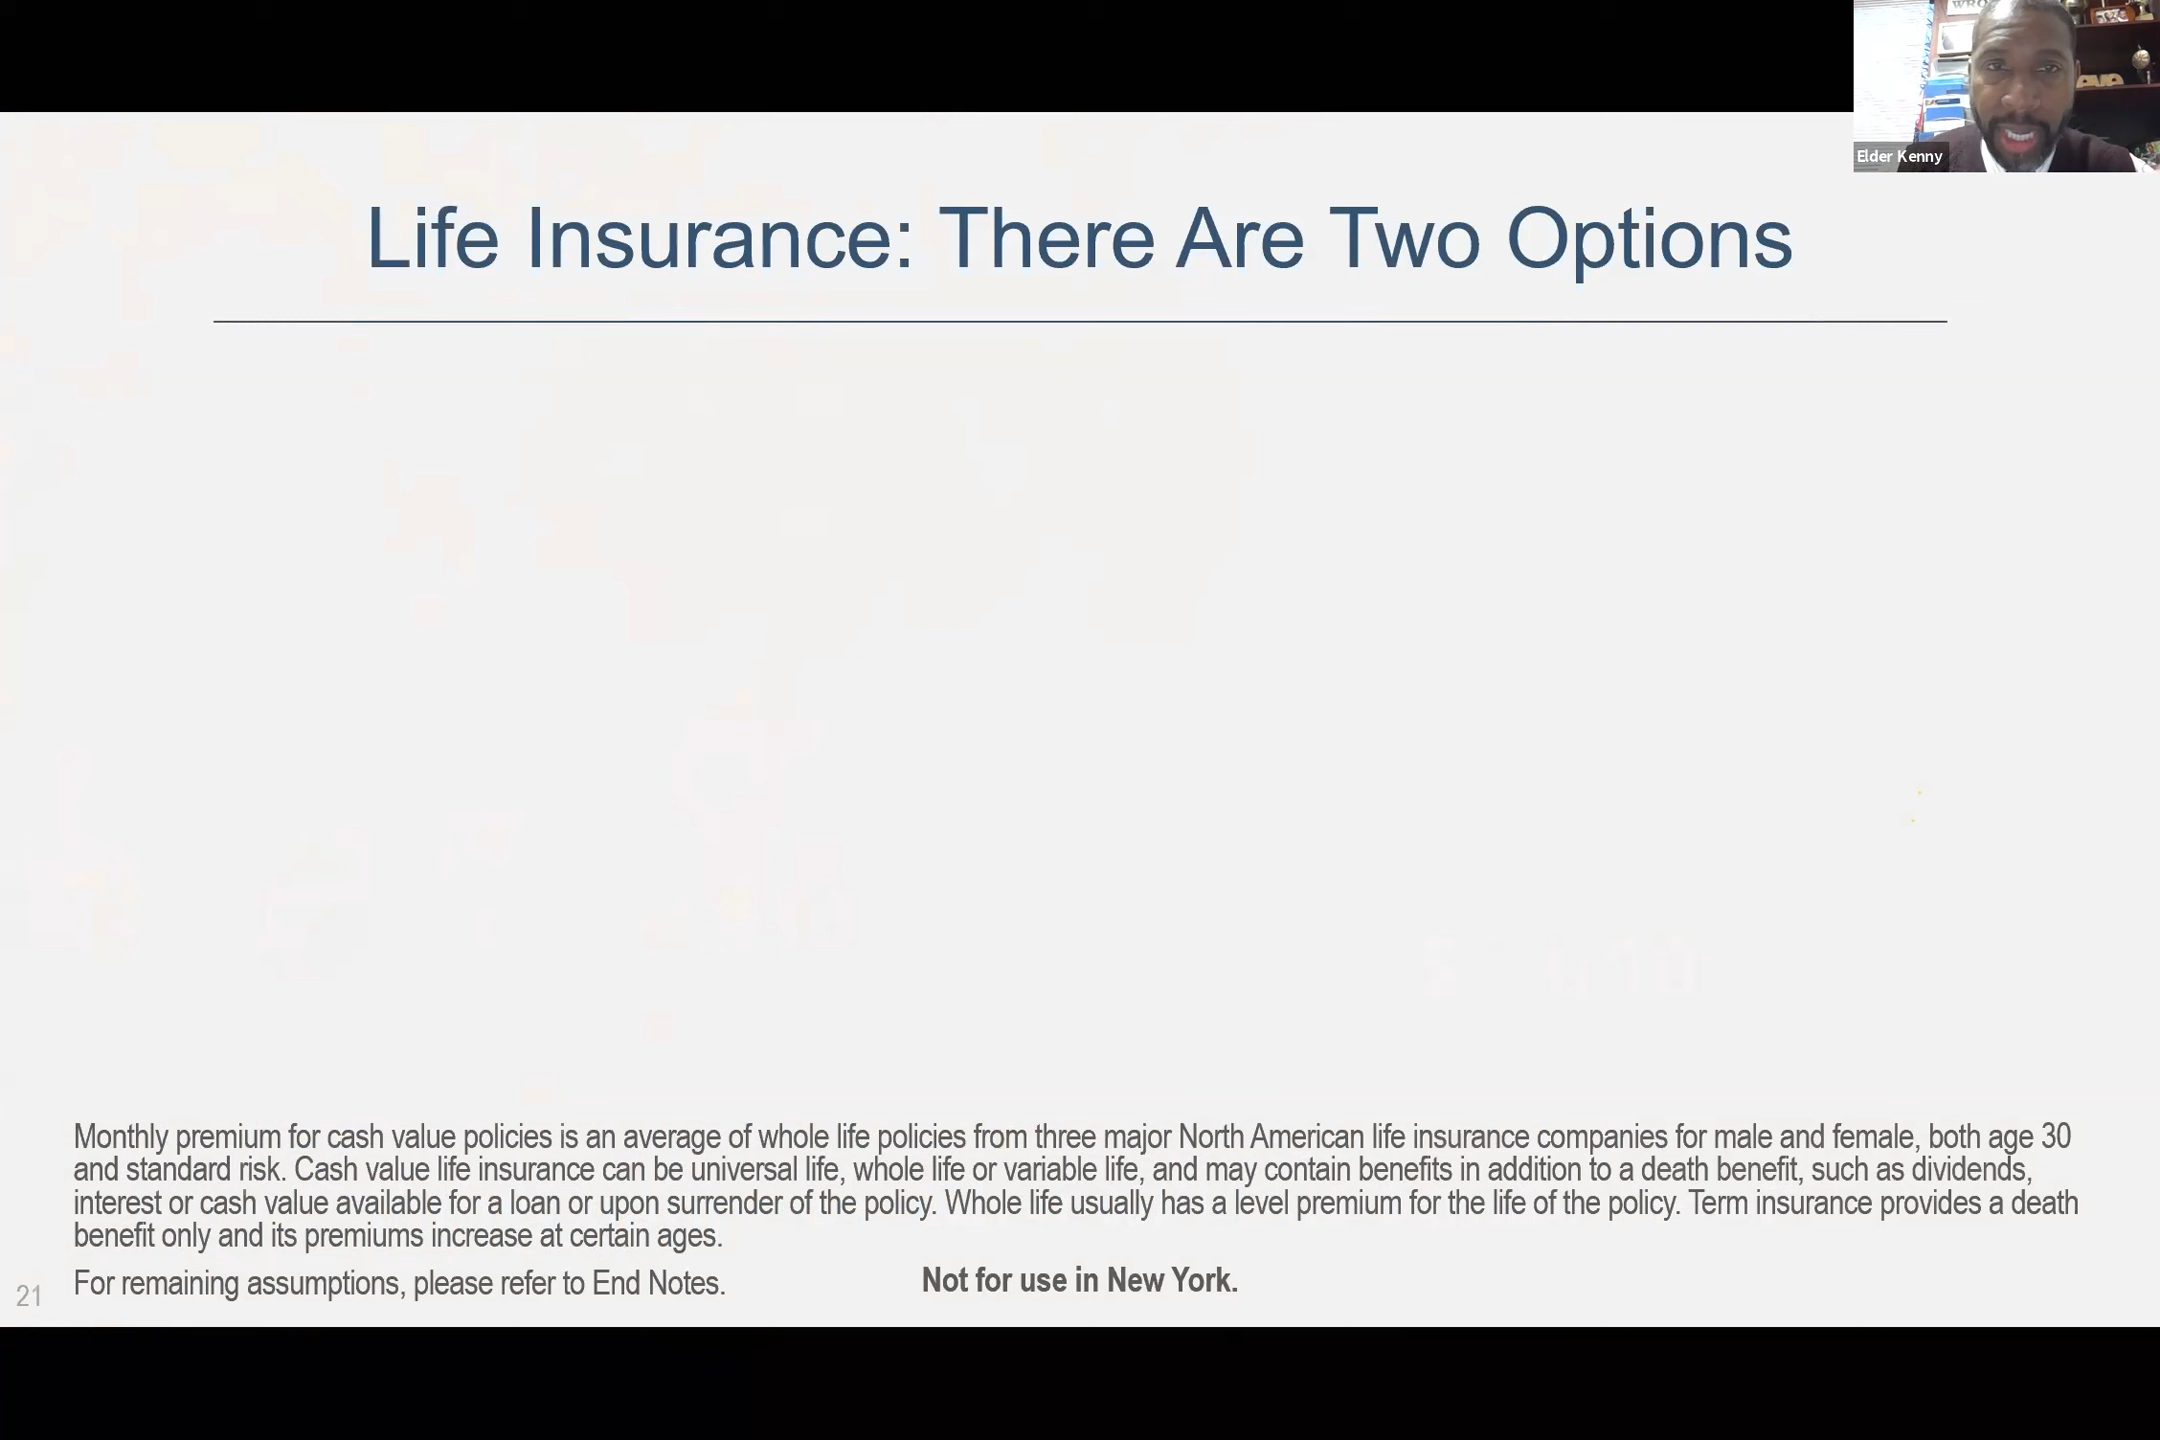 Elder Kenny
Life Insurance: There Are Two Options
Monthly premium for cash value policies is an average of whole life policies from three major North American life insurance companies for male and female, both age 30
and standard risk. Cash value life insurance can be universal life, whole life or variable life, and may contain benefits in addition to a death benefit, such as dividends,
interest or cash value available for a loan or upon surrender of the policy. Whole life usually has a level premium for the life of the policy. Term insurance provides a death
benefit only and its premiums increase at certain ages.
For remaining assumptions, please refer to End Notes.
Not for use in New York.
21